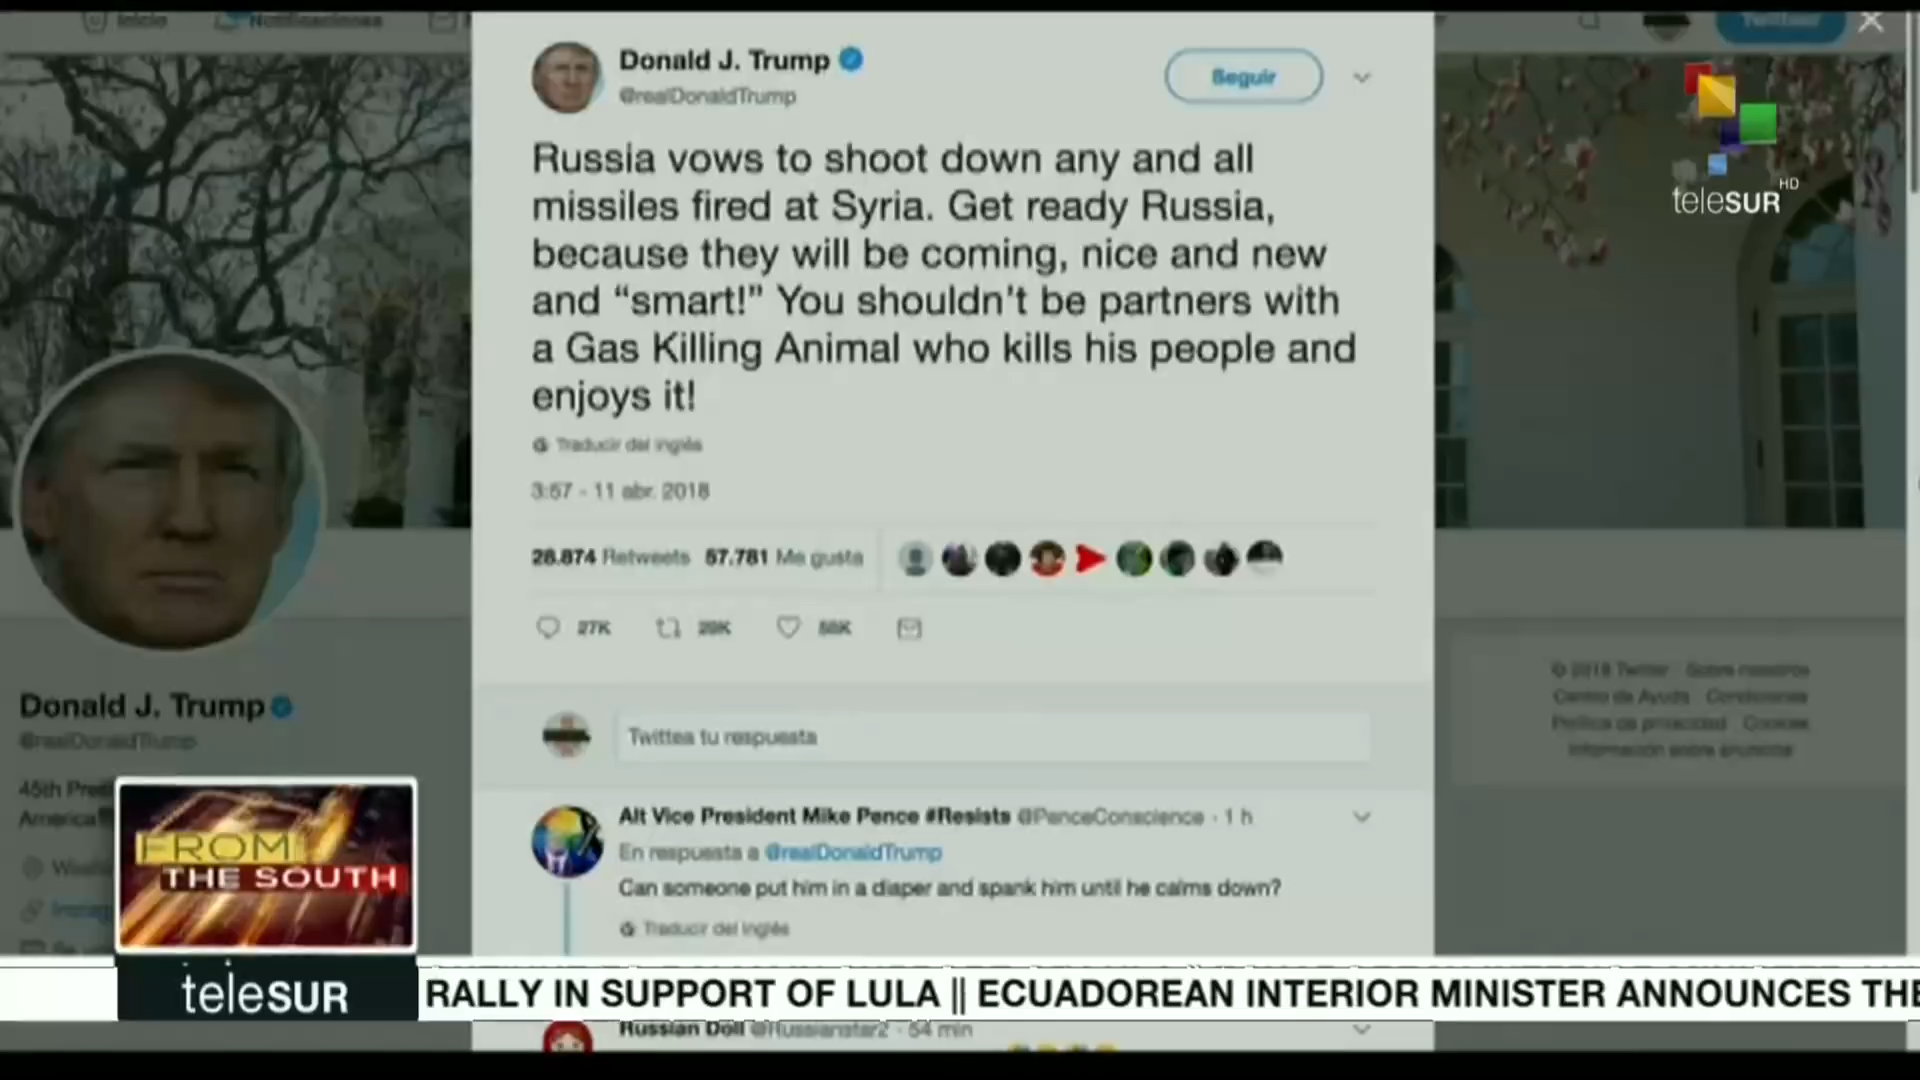 Inicio
Notificaciones
Twittear
Donald J. Trump
@realDonaldTrump
Seguir
Russia vows to shoot down any and all
missiles fired at Syria. Get ready Russia,
because they will be coming, nice and new
and “smart!” You shouldn’t be partners with
a Gas Killing Animal who kills his people and
enjoys it!
Traducir del inglés
3:57 - 11 abr. 2018
28.874 Retweets 57.781 Me gusta
27K 29K 58K
Twittea tu respuesta
Alt Vice President Mike Pence #Resists @PenceConscience · 1 h
En respuesta a @realDonaldTrump
Can someone put him in a diaper and spank him until he calms down?
Traducir del inglés
Russian Doll @Russianstar2 · 54 min
Donald J. Trump
@realDonaldTrump
45th
America
© 2018 Twitter Sobre nosotros
Centro de Ayuda Condiciones
Política de privacidad Cookies
Información sobre anuncios
teleSUR HD
FROM
THE SOUTH
teleSUR
RALLY IN SUPPORT OF LULA || ECUADOREAN INTERIOR MINISTER ANNOUNCES THE